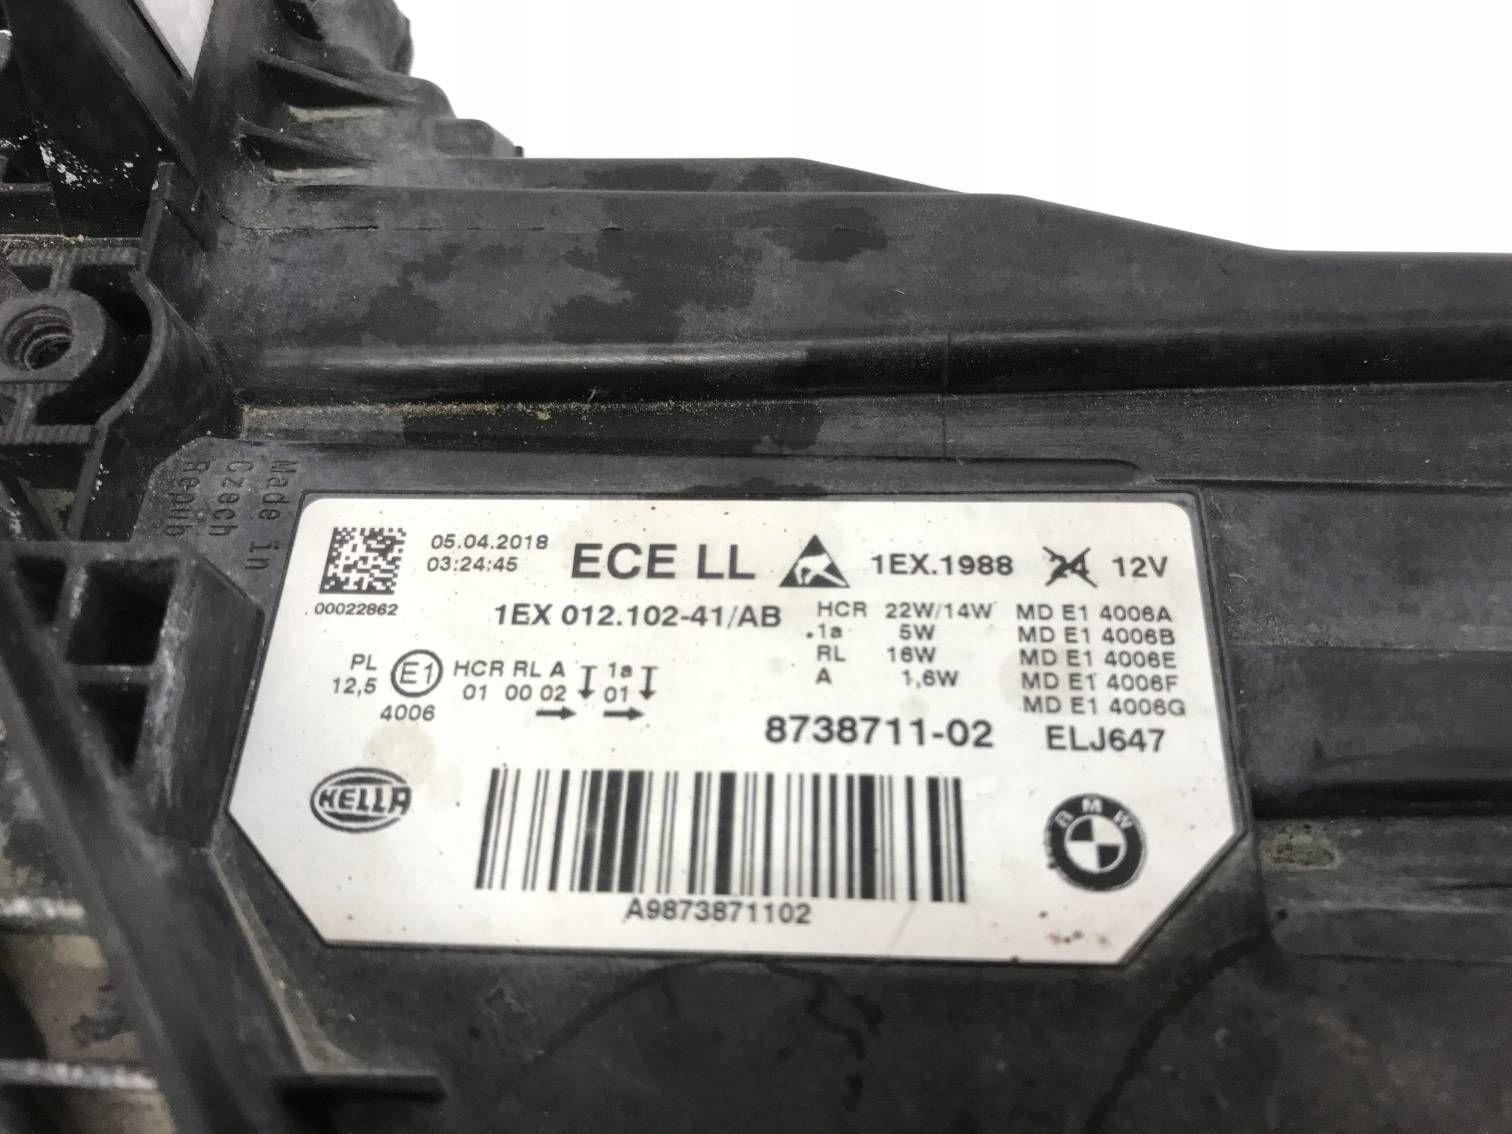 Made in
Czech
Repub
05.04.2018
03:24:45
00022862
ECE LL
1EX.1988
24 12V
1EX 012.102-41/AB
HCR 22W/14W MD E1 4006A
.1a 5W MD E1 4006B
RL 16W MD E1 4006E
A 1,6W MD E1 4006F
MD E1 4006G
PL
12,5
E1
4006
HCR RL A 1a
01 00 02 01
8738711-02 ELJ647
HELLA
BMW
A9873871102